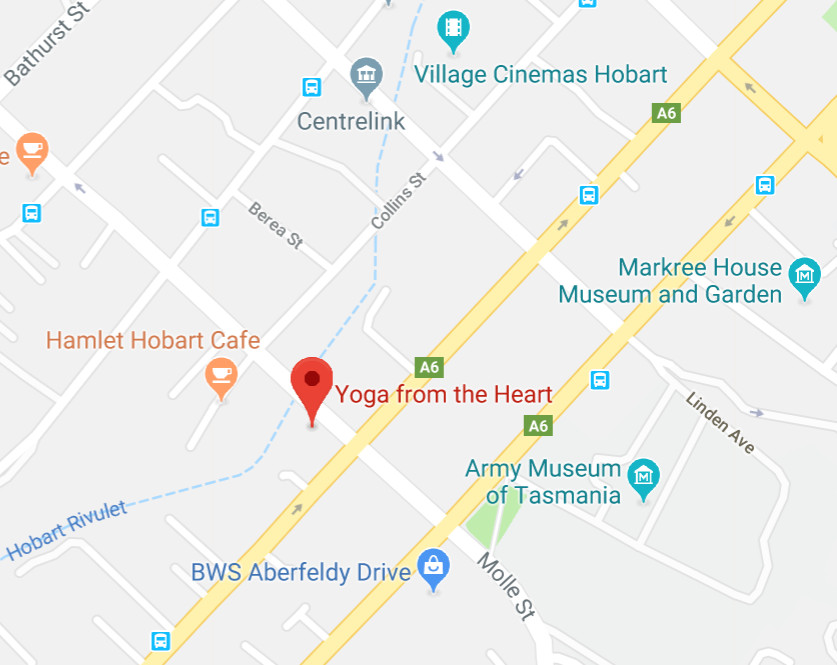 Bathurst St
Village Cinemas Hobart
Centrelink
A6
e
Collins St
Berea St
Markree House
Museum and Garden
Hamlet Hobart Cafe
A6
Yoga from the Heart
Linden Ave
A6
Army Museum
of Tasmania
Hobart Rivulet
BWS Aberfeldy Drive
Molle St